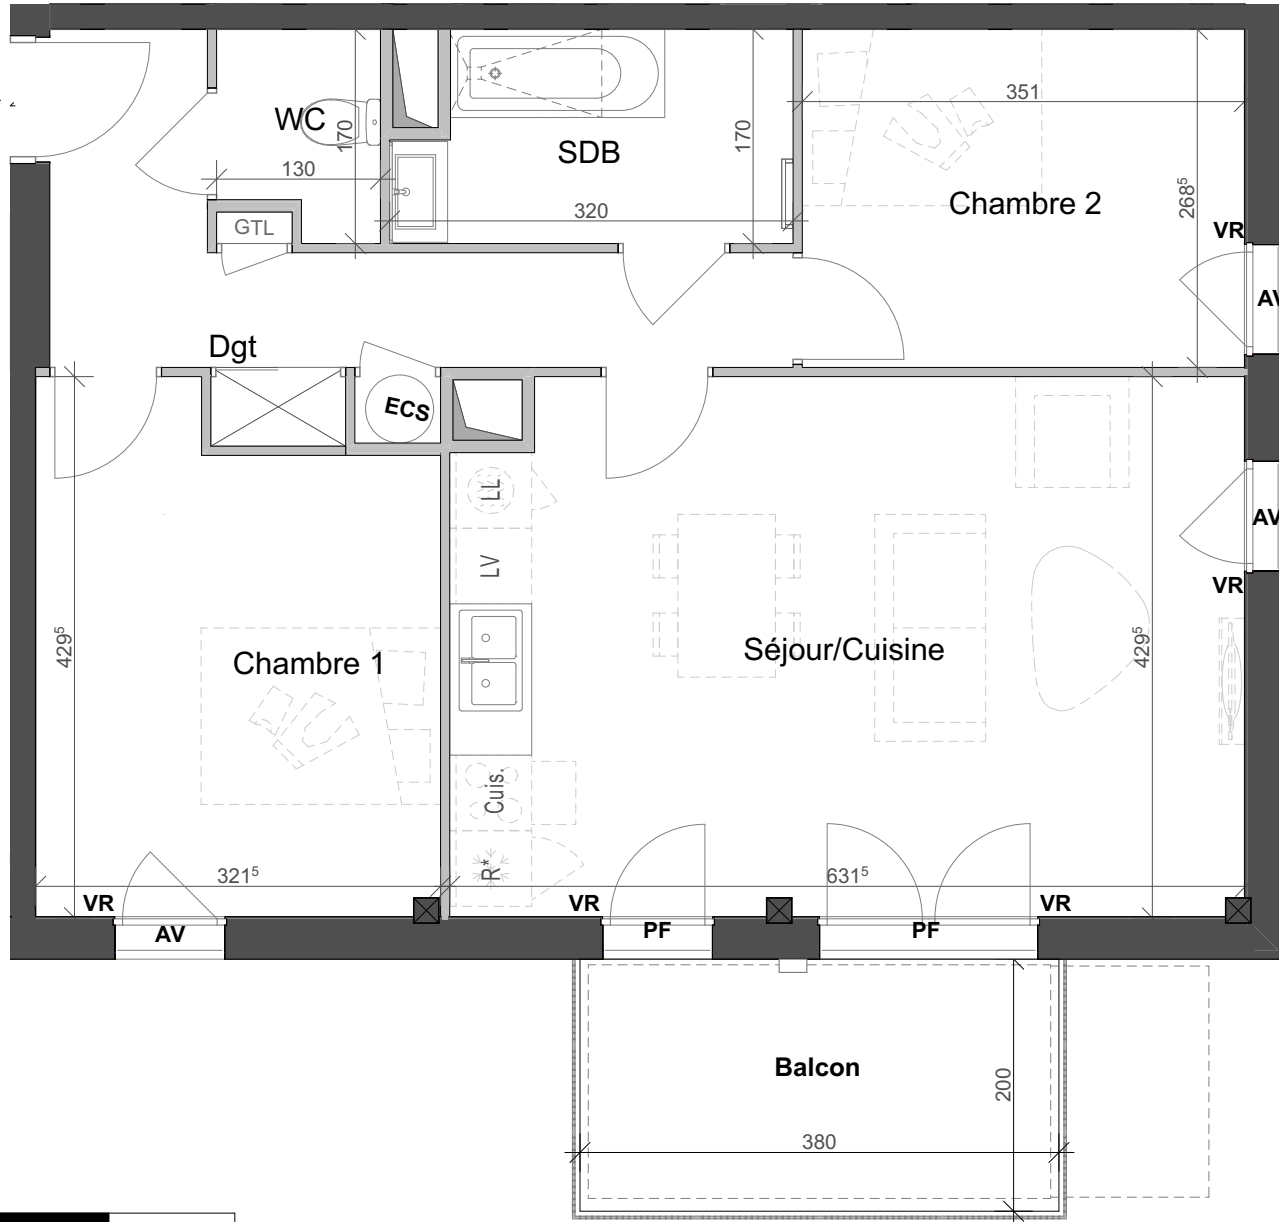 WC
170
130
GTL
SDB
170
320
351
Chambre 2
268⁵
VR
AV
Dgt
ECS
LL
LV
AV
VR
429⁵
Chambre 1
Séjour/Cuisine
429⁵
Cuis.
R*
321⁵
631⁵
VR
AV
VR
PF
VR
PF
Balcon
200
380